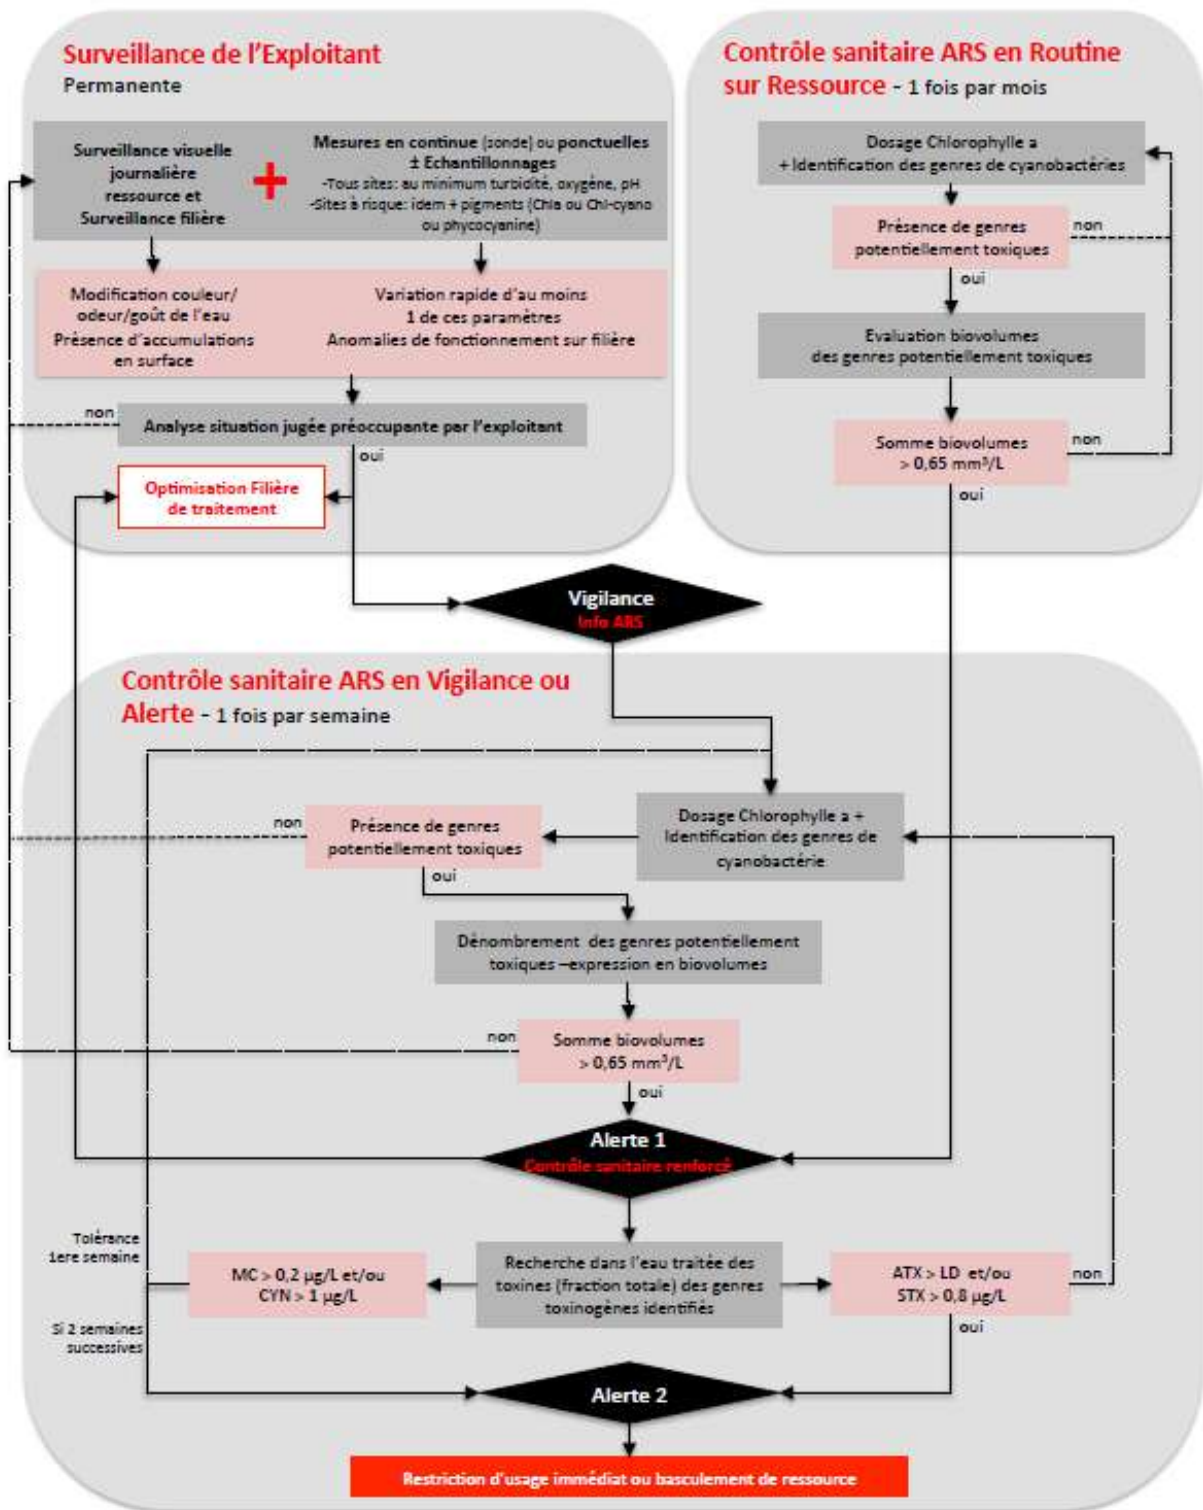 Surveillance de l'Exploitant
Permanente
Surveillance visuelle
journalière
ressource et
Surveillance filière
+
Mesures en continue (sonde) ou ponctuelles
± Echantillonnages
-Tous sites: au minimum turbidité, oxygène, pH
-Sites à risque: idem + pigments (Chla ou Chl-cyano
ou phycocyanine)
Modification couleur/
odeur/goût de l'eau
Présence d'accumulations
en surface
Variation rapide d'au moins
1 de ces paramètres
Anomalies de fonctionnement sur filière
non
Analyse situation jugée préoccupante par l'exploitant
oui
Optimisation Filière
de traitement
Contrôle sanitaire ARS en Routine
sur Ressource - 1 fois par mois
Dosage Chlorophylle a
+ Identification des genres de cyanobactéries
Présence de genres
potentiellement toxiques
non
oui
Evaluation biovolumes
des genres potentiellement toxiques
Somme biovolumes
> 0,65 mm³/L
non
oui
Vigilance
Info ARS
Contrôle sanitaire ARS en Vigilance ou
Alerte - 1 fois par semaine
non
Présence de genres
potentiellement toxiques
oui
Dosage Chlorophylle a +
Identification des genres de
cyanobactérie
Dénombrement des genres potentiellement
toxiques –expression en biovolumes
non
Somme biovolumes
> 0,65 mm³/L
oui
Alerte 1
Contrôle sanitaire renforcé
Tolérance
1ere semaine
MC > 0,2 µg/L et/ou
CYN > 1 µg/L
Recherche dans l'eau traitée des
toxines (fraction totale) des genres
toxinogènes identifiés
ATX > LD et/ou
STX > 0,8 µg/L
non
oui
Si 2 semaines
successives
Alerte 2
Restriction d'usage immédiat ou basculement de ressource